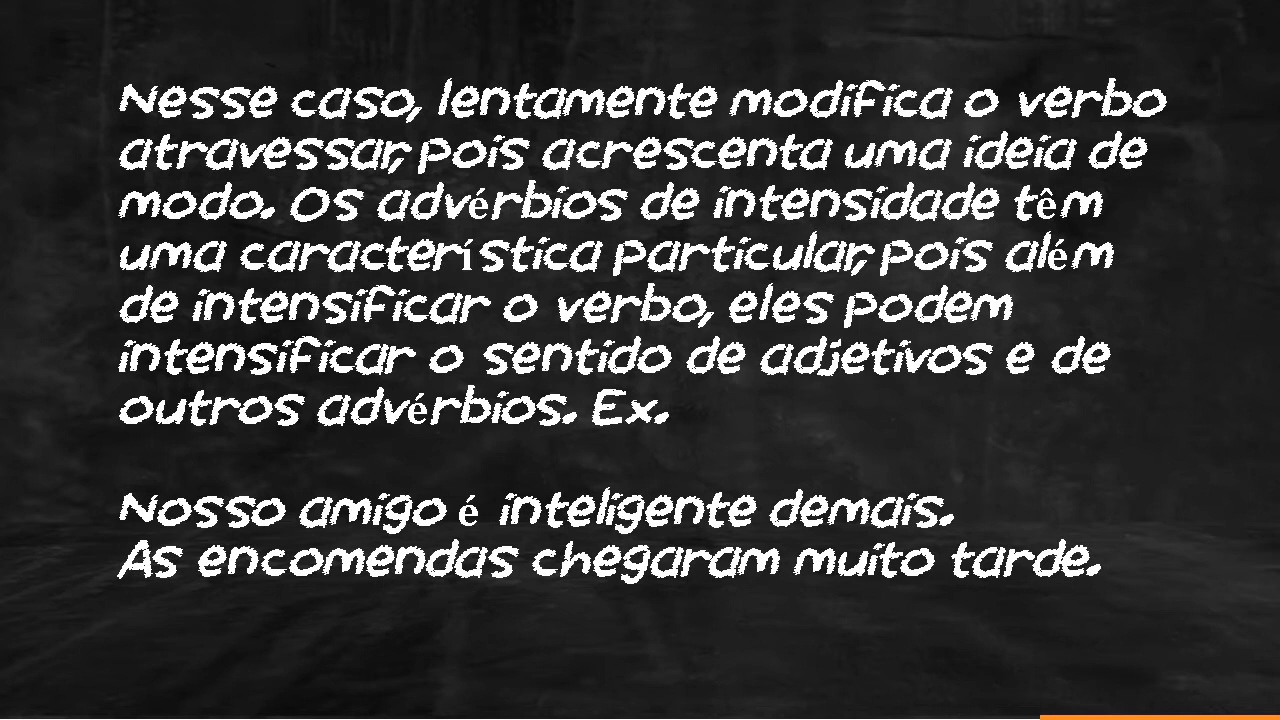 Nesse caso, lentamente modifica o verbo
atravessar, pois acrescenta uma ideia de
modo. Os advérbios de intensidade têm
uma característica particular, pois além
de intensificar o verbo, eles podem
intensificar o sentido de adjetivos e de
outros advérbios. Ex.
Nosso amigo é inteligente demais.
As encomendas chegaram muito tarde.